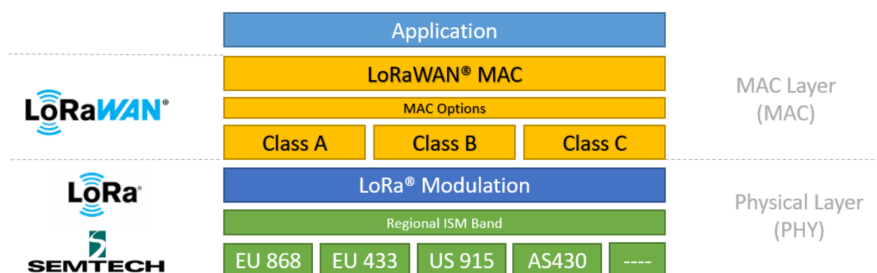 Application
LoRaWAN®
LoRaWAN® MAC
MAC Options
Class A Class B Class C
MAC Layer
(MAC)
LoRa®
LoRa® Modulation
Regional ISM Band
Physical Layer
(PHY)
SEMTECH
EU 868 EU 433 US 915 AS430 ----